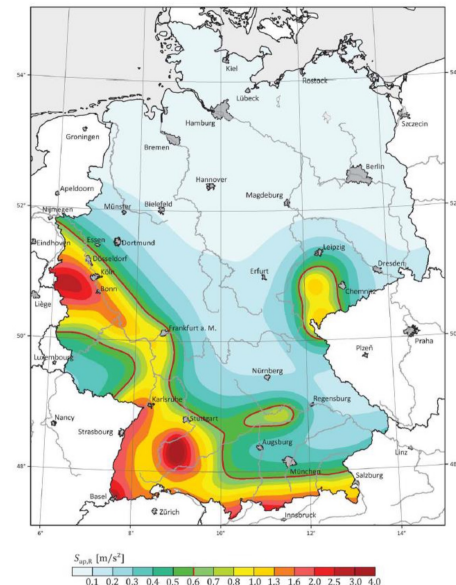 54°
54°
52°
52
50°
50
48°
48
6°
8°
10°
12°
14°
Kiel
Rostock
Lübeck
Hamburg
Szczecin
Groningen
Bremen
Berlin
Apeldoorn
Hannover
Magdeburg
Nijmegen
Münster
Bielefeld
Eindhoven
Essen
Dortmund
Düsseldorf
Leipzig
Köln
Erfurt
Dresden
Bonn
Chemnitz
Liège
Frankfurt a. M.
Praha
Luxembourg
Plzeň
Nürnberg
Karlsruhe
Regensburg
Nancy
Stuttgart
Strasbourg
Augsburg
Linz
München
Salzburg
Basel
Zürich
Innsbruck
S_ap,R [m/s²]
0.1 0.2 0.3 0.4 0.5 0.6 0.7 0.8 1.0 1.3 1.6 2.0 2.5 3.0 4.0